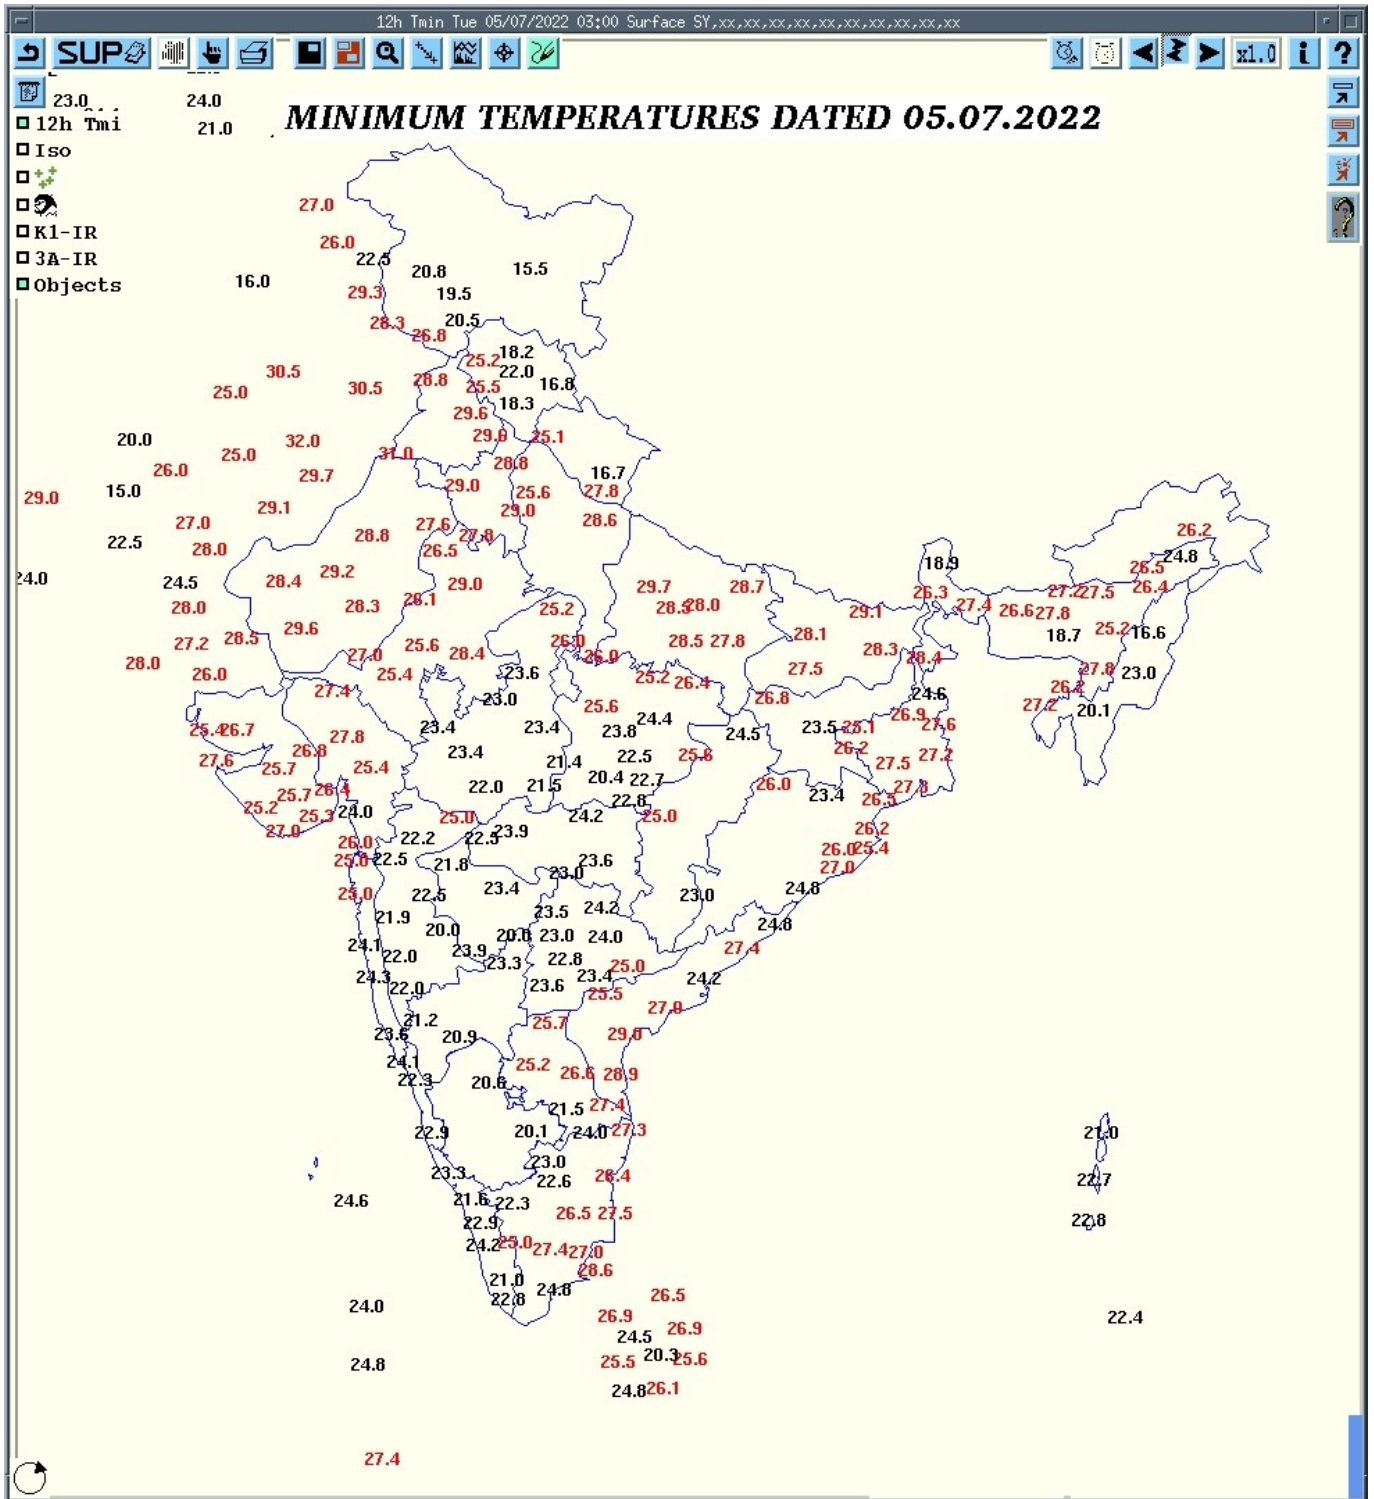 12h Tmin Tue 05/07/2022 03:00 Surface SY,xx,xx,xx,xx,xx,xx,xx,xx,xx,xx
SUP x1.0 i ?
23.0 24.0
MINIMUM TEMPERATURES DATED 05.07.2022
12h Tmi 21.0
Iso
27.0
K1-IR
26.0
3A-IR 22.5
20.8 15.5
Objects 16.0
29.3 19.5
28.3 20.5
26.8
25.2 18.2
30.5 28.8 22.0
25.0 30.5 25.5 16.8
18.3
29.6
20.0 32.0 25.1
25.0 31.0
26.0 28.8
29.7 16.7
29.0 15.0 29.0 25.6 27.8
29.1 29.0
27.0 28.6
27.6
22.5 28.8 27.8 26.2
28.0 26.5
24.8
18.9
26.5
24.5 28.4 29.2 29.0 29.7 28.7 26.4
26.3 27.5
28.0 28.3 26.1 25.2 28.0 27.4
29.1 26.6 27.8
28.5 29.6 28.1 18.7 25.2 16.6
27.2 25.6 26.0 28.5 27.8
28.0 27.0 28.4 26.0 28.3 28.4
26.0 25.4 23.6 25.2 27.5 27.8 23.0
27.4 26.4 26.2
23.0 26.8 24.6
25.6 27.2 20.1
25.4 26.7 23.4 23.4 24.4 26.9
27.8 23.8 24.5 23.5 25.1 27.6
26.8 23.4 26.2
27.6 21.4 22.5 25.6 27.2
25.7 25.4 27.5
20.4 22.7
26.4 22.0 21.5 26.0
25.7 22.8 23.4 26.5
25.2 25.3 24.0 25.0 24.2 25.0
27.0 23.9 26.2
26.0 22.2 22.5
25.0 22.5 21.8 23.6 26.0 25.4
23.0 27.0
25.0 22.5 23.4 23.0 24.8
21.9 23.5 24.2
20.0 23.0 24.0 24.8
24.1 22.0 23.9 27.4
23.3 22.8 25.0
24.3 22.0 23.6 23.4 24.2
25.5
21.2 25.7 27.0
23.6 20.9 29.0
24.1 25.2
22.3 20.6 26.6 28.9
21.5 27.4
22.9 20.1 24.0 27.3 21.0
23.3 23.0
22.6 26.4 22.7
24.6 21.6 22.3
22.9 26.5 27.5 22.8
24.2 25.0 27.4 27.0
28.6
21.0
22.8 24.8 26.5
24.0
26.9 22.4
24.5 26.9
24.8 25.5 20.3 25.6
24.8 26.1
27.4